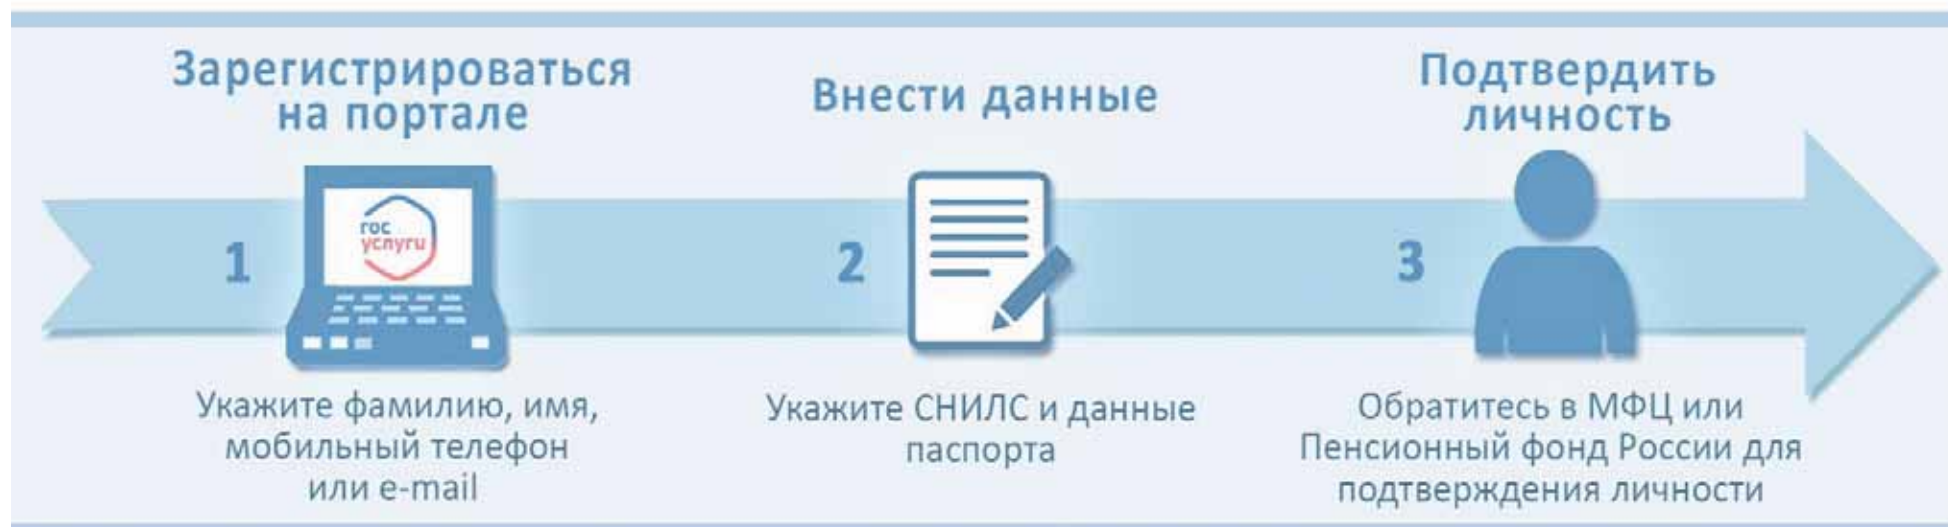 Зарегистрироваться
на портале
Внести данные
Подтвердить
личность
1
гос
услуги
2
3
Укажите фамилию, имя,
мобильный телефон
или e-mail
Укажите СНИЛС и данные
паспорта
Обратитесь в МФЦ или
Пенсионный фонд России для
подтверждения личности